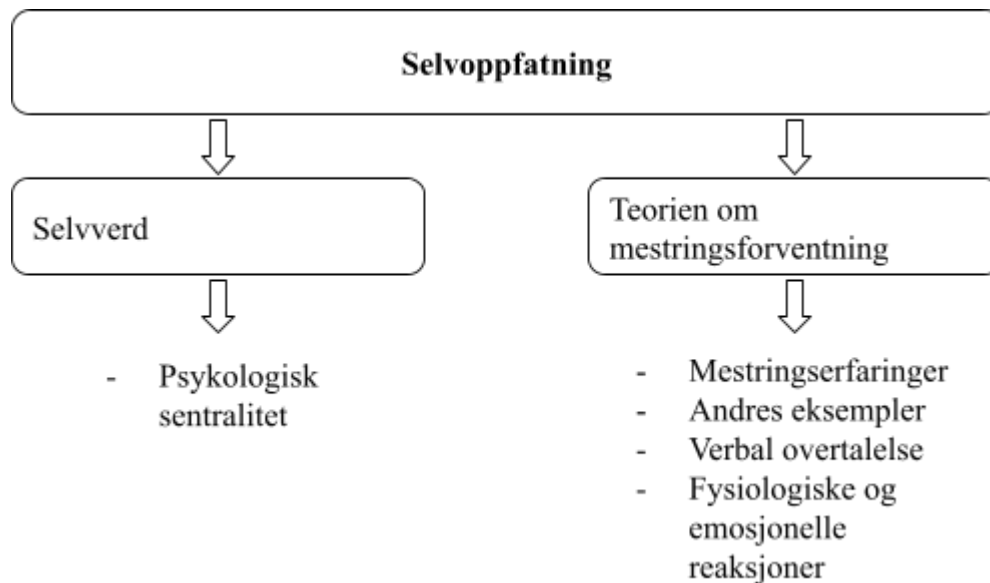 Selvoppfatning
Selvverd
Teorien om
mestringsforventning
- Psykologisk
sentralitet
- Mestringserfaringer
- Andres eksempler
- Verbal overtalelse
- Fysiologiske og
emosjonelle
reaksjoner